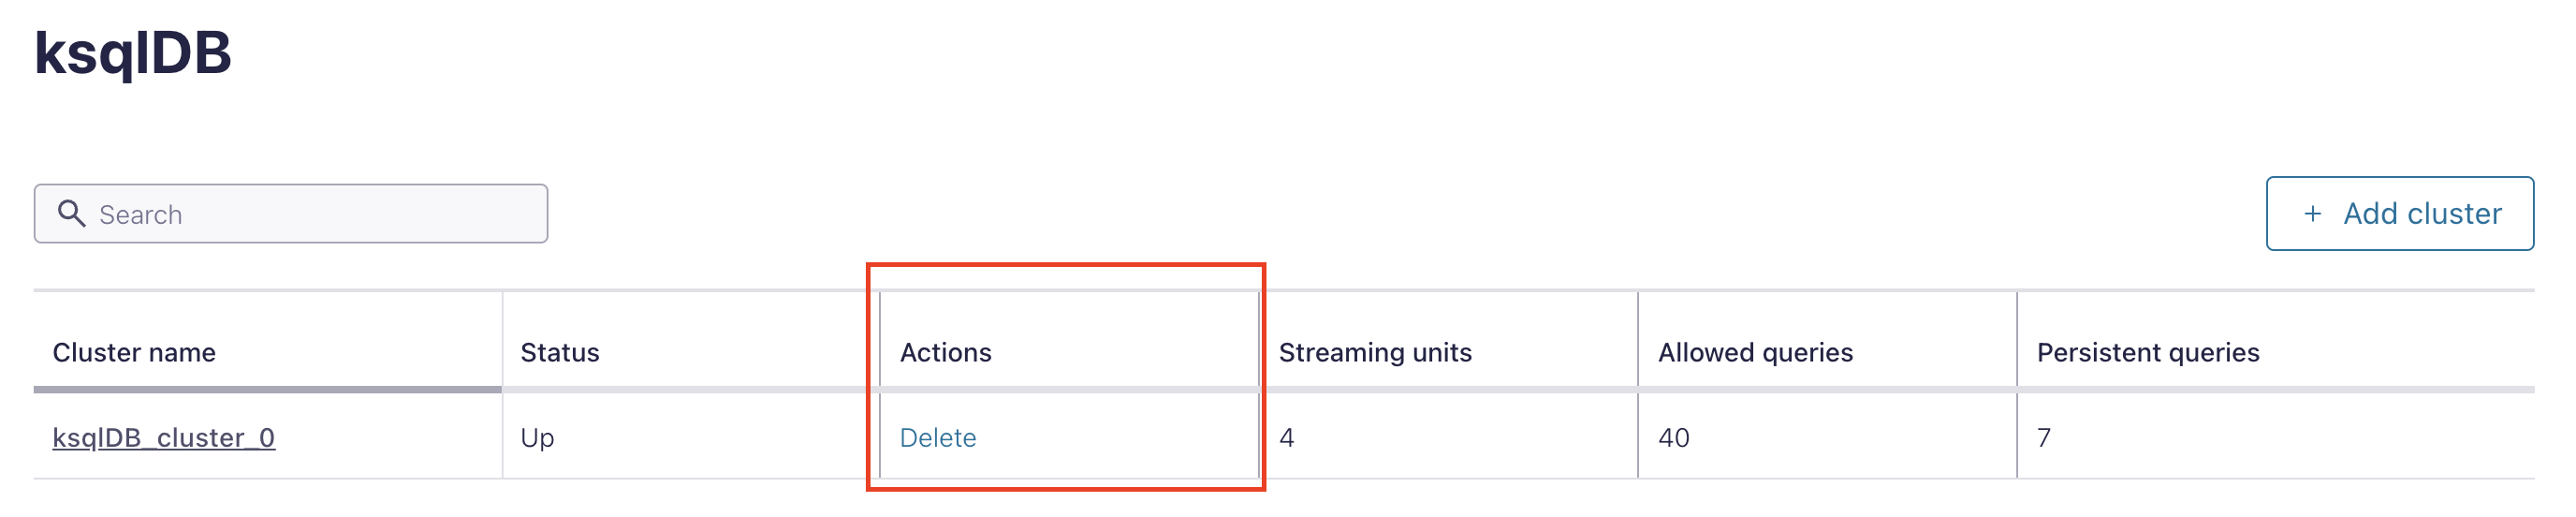 ksqlDB
Search
+ Add cluster
Cluster name Status Actions Streaming units Allowed queries Persistent queries
ksqlDB_cluster_0 Up Delete 4 40 7